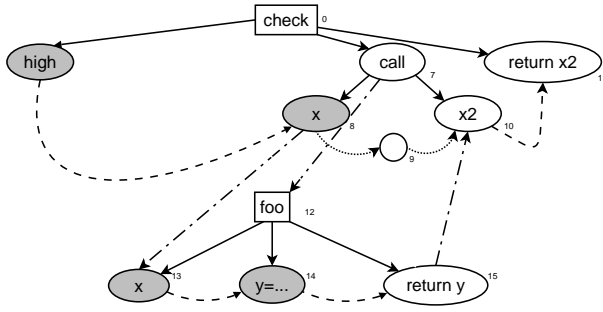 check 0
high
call 7
return x2 1
x 8
x2 10
9
foo 12
x 13
y=... 14
return y 15